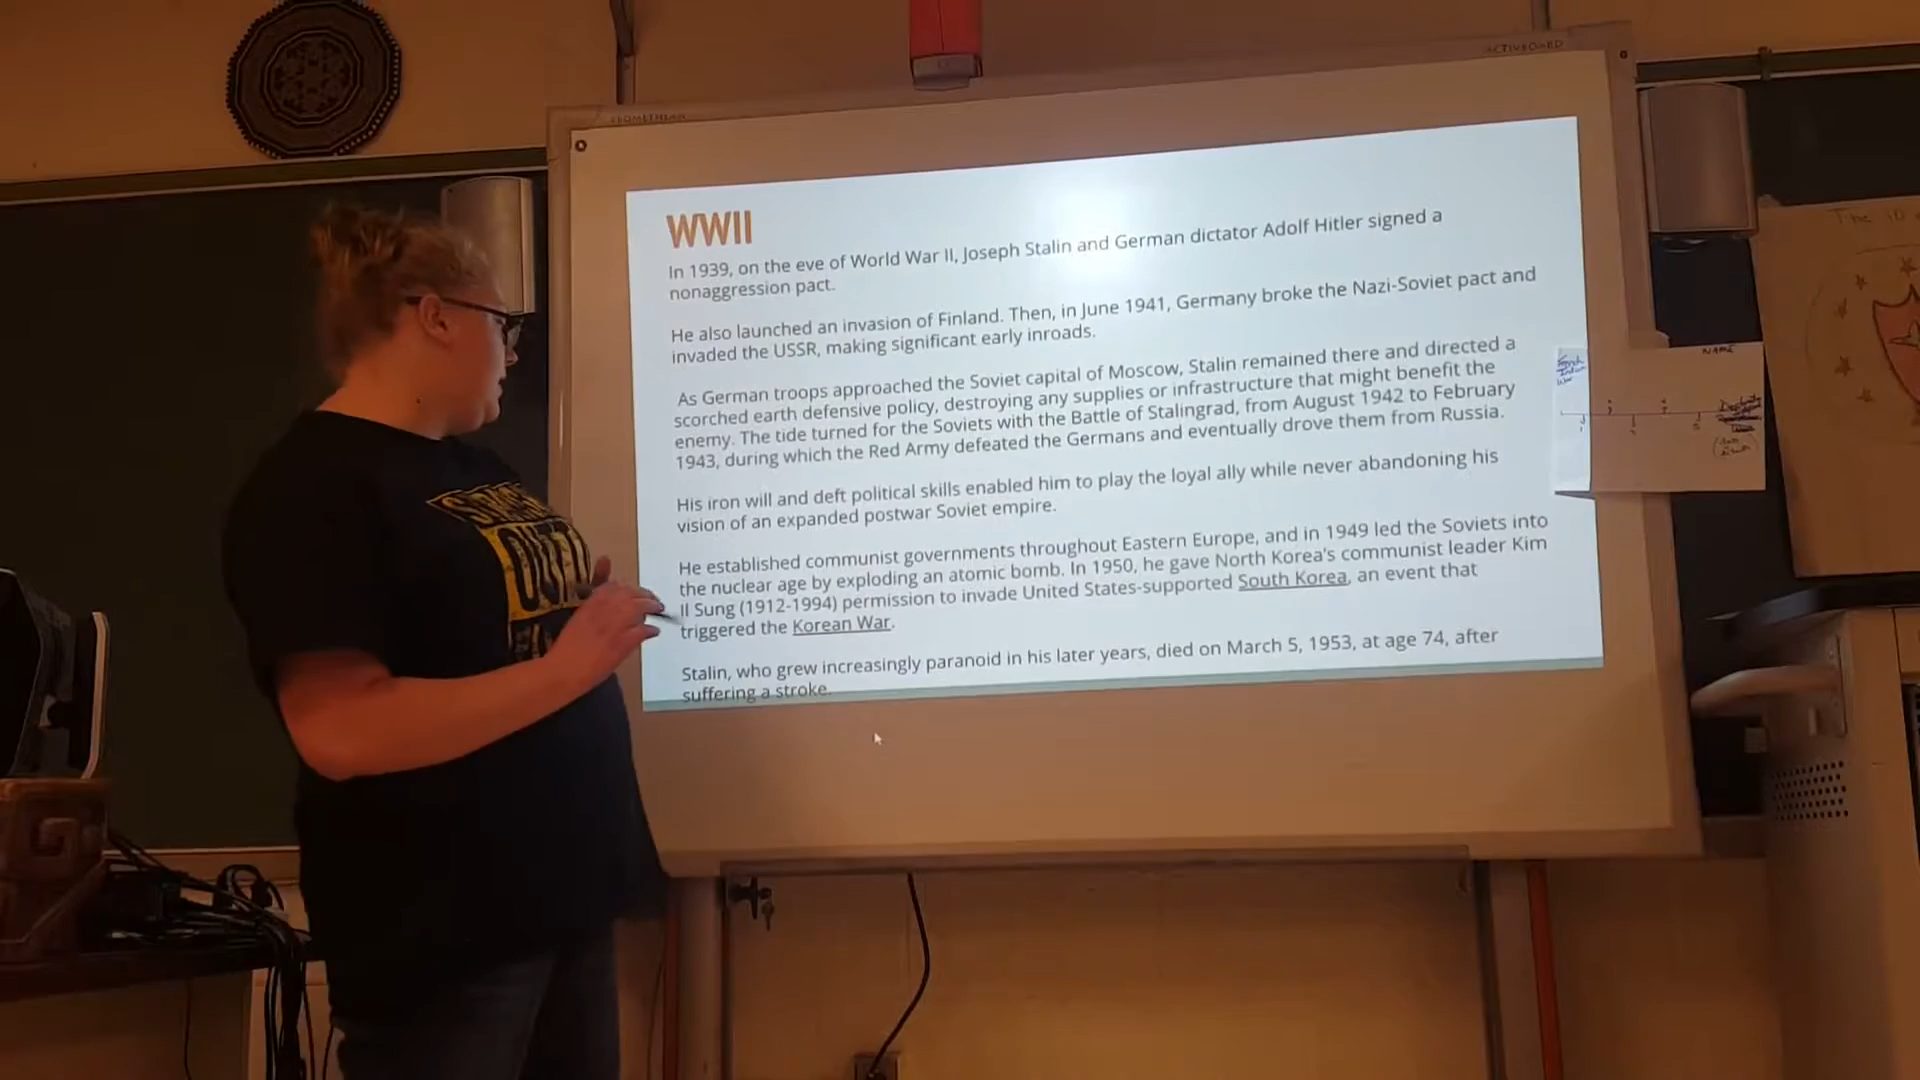 ACTIVBOARD
PROMETHEAN
WWII
In 1939, on the eve of World War II, Joseph Stalin and German dictator Adolf Hitler signed a
nonaggression pact.
He also launched an invasion of Finland. Then, in June 1941, Germany broke the Nazi-Soviet pact and
invaded the USSR, making significant early inroads.
As German troops approached the Soviet capital of Moscow, Stalin remained there and directed a
scorched earth defensive policy, destroying any supplies or infrastructure that might benefit the
enemy. The tide turned for the Soviets with the Battle of Stalingrad, from August 1942 to February
1943, during which the Red Army defeated the Germans and eventually drove them from Russia.
His iron will and deft political skills enabled him to play the loyal ally while never abandoning his
vision of an expanded postwar Soviet empire.
He established communist governments throughout Eastern Europe, and in 1949 led the Soviets into
the nuclear age by exploding an atomic bomb. In 1950, he gave North Korea's communist leader Kim
Il Sung (1912-1994) permission to invade United States-supported South Korea, an event that
triggered the Korean War.
Stalin, who grew increasingly paranoid in his later years, died on March 5, 1953, at age 74, after
suffering a stroke.
NAME
French
Indian
War
The 10
OUT